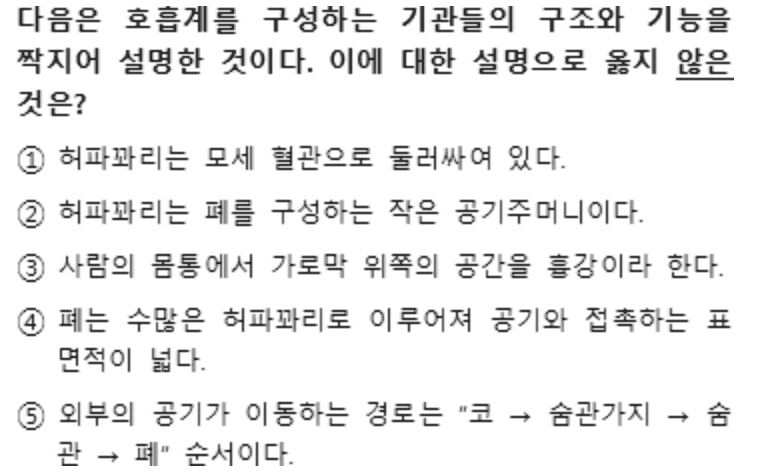 다음은 호흡계를 구성하는 기관들의 구조와 기능을
짝지어 설명한 것이다. 이에 대한 설명으로 옳지 않은
것은?
① 허파꽈리는 모세 혈관으로 둘러싸여 있다.
② 허파꽈리는 폐를 구성하는 작은 공기주머니이다.
③ 사람의 몸통에서 가로막 위쪽의 공간을 흉강이라 한다.
④ 폐는 수많은 허파꽈리로 이루어져 공기와 접촉하는 표
면적이 넓다.
⑤ 외부의 공기가 이동하는 경로는 "코 → 숨관가지 → 숨
관 → 폐" 순서이다.